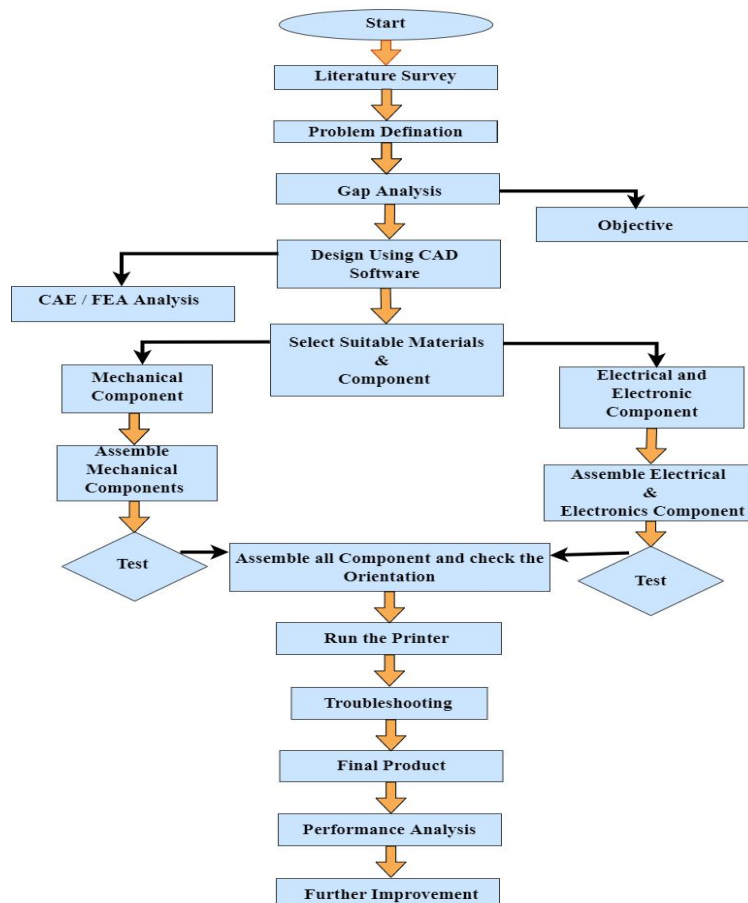 Start
Literature Survey
Problem Defination
Gap Analysis
Objective
Design Using CAD
Software
CAE / FEA Analysis
Select Suitable Materials
&
Component
Mechanical
Component
Electrical and
Electronic
Component
Assemble
Mechanical
Components
Assemble Electrical
&
Electronics Component
Test
Assemble all Component and check the
Orientation
Test
Run the Printer
Troubleshooting
Final Product
Performance Analysis
Further Improvement